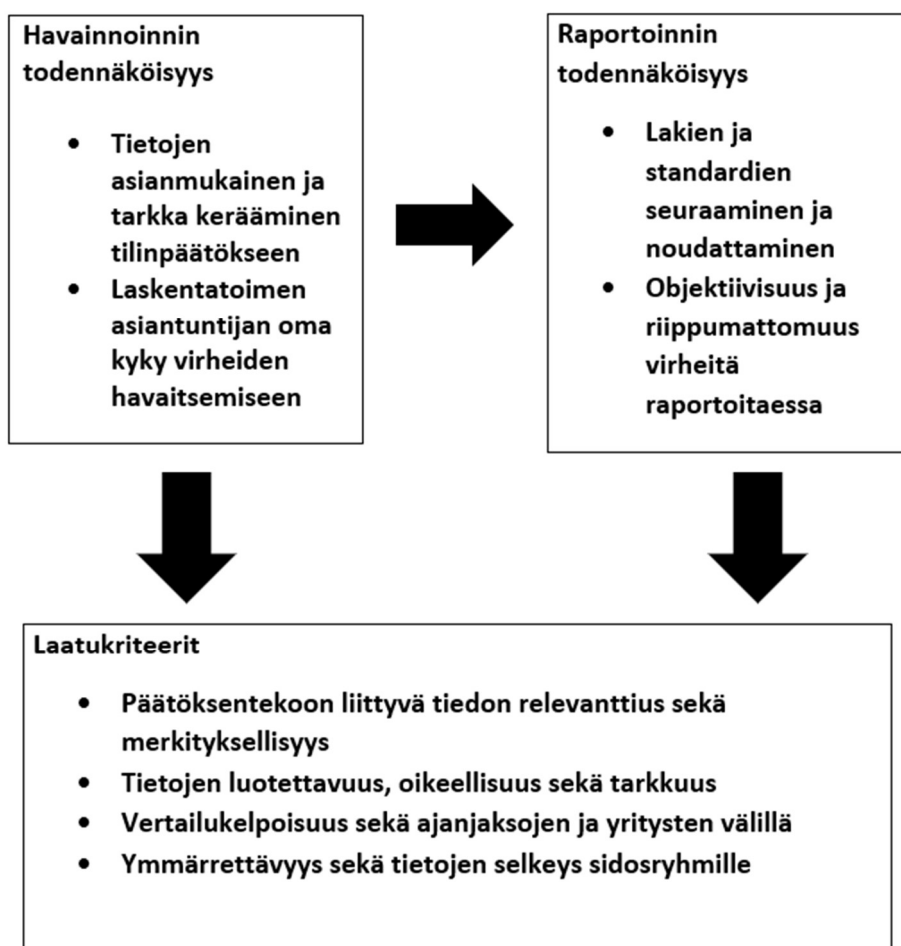 Havainnoinnin
todennäköisyys
• Tietojen
asianmukainen ja
tarkka kerääminen
tilinpäätökseen
• Laskentatoimen
asiantuntijan oma
kyky virheiden
havaitsemiseen
Raportoinnin
todennäköisyys
• Lakien ja
standardien
seuraaminen ja
noudattaminen
• Objektiivisuus ja
riippumattomuus
virheitä
raportoitaessa
Laatukriteerit
• Päätöksentekoon liittyvä tiedon relevanttius sekä
merkityksellisyys
• Tietojen luotettavuus, oikeellisuus sekä tarkkuus
• Vertailukelpoisuus sekä ajanjaksojen ja yritysten välillä
• Ymmärrettävyys sekä tietojen selkeys sidosryhmille